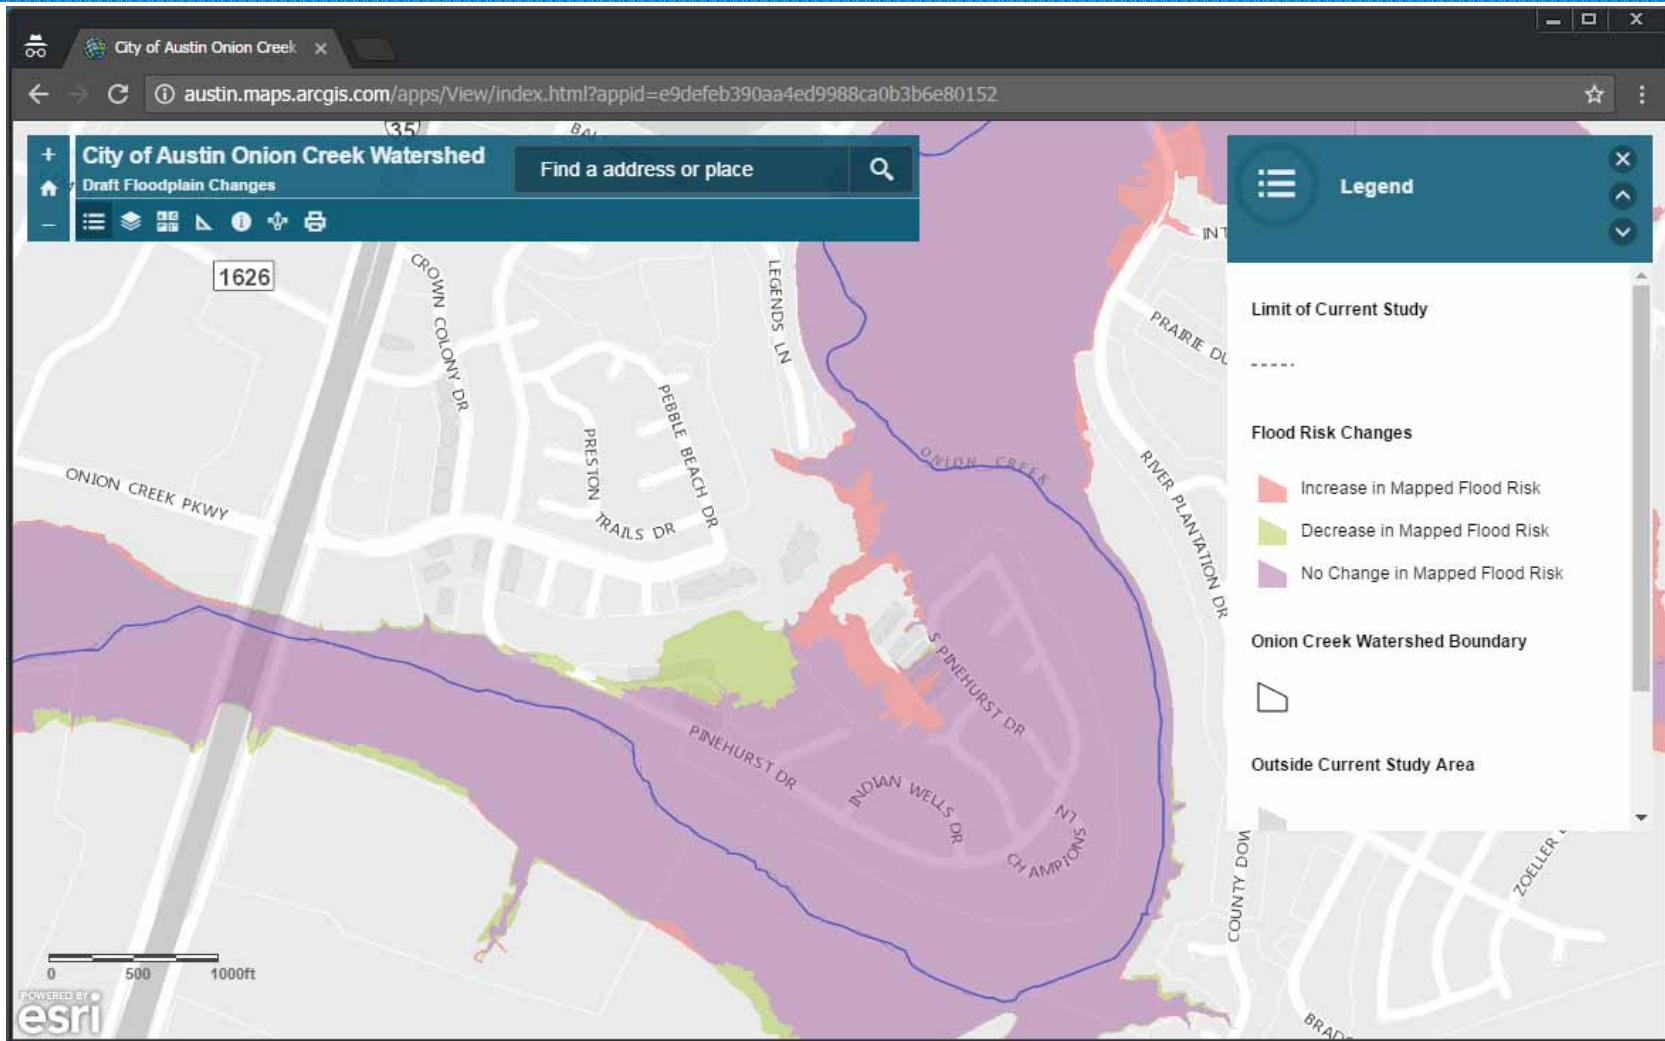 City of Austin Onion Creek
austin.maps.arcgis.com/apps/View/index.html?appid=e9defeb390aa4ed9988ca0b3b6e80152
City of Austin Onion Creek Watershed
Draft Floodplain Changes
Find a address or place
Legend
Limit of Current Study
Flood Risk Changes
Increase in Mapped Flood Risk
Decrease in Mapped Flood Risk
No Change in Mapped Flood Risk
Onion Creek Watershed Boundary
Outside Current Study Area
35
1626
CROWN COLONY DR
LEGENDS LN
PEBBLE BEACH DR
PRESTON
TRAILS DR
ONION CREEK PKWY
ONION CREEK
INT
PRAIRIE DU
RIVER PLANTATION DR
S PINEHURST DR
PINEHURST DR
INDIAN WELLS DR
CHAMPIONS LN
COUNTY DOW
ZOELLER
BRAD
0 500 1000ft
POWERED BY
esri